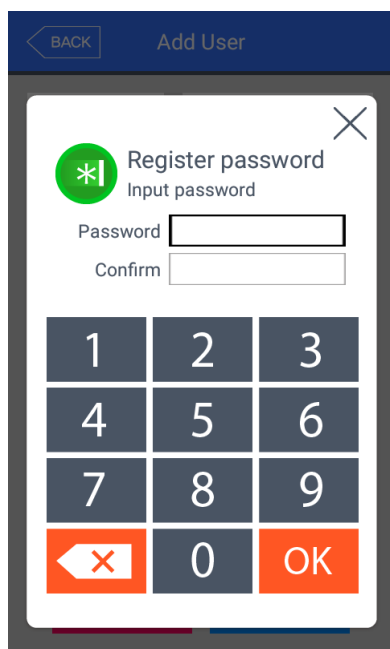 BACK Add User
Register password
Input password
Password
Confirm
1 2 3
4 5 6
7 8 9
0 OK